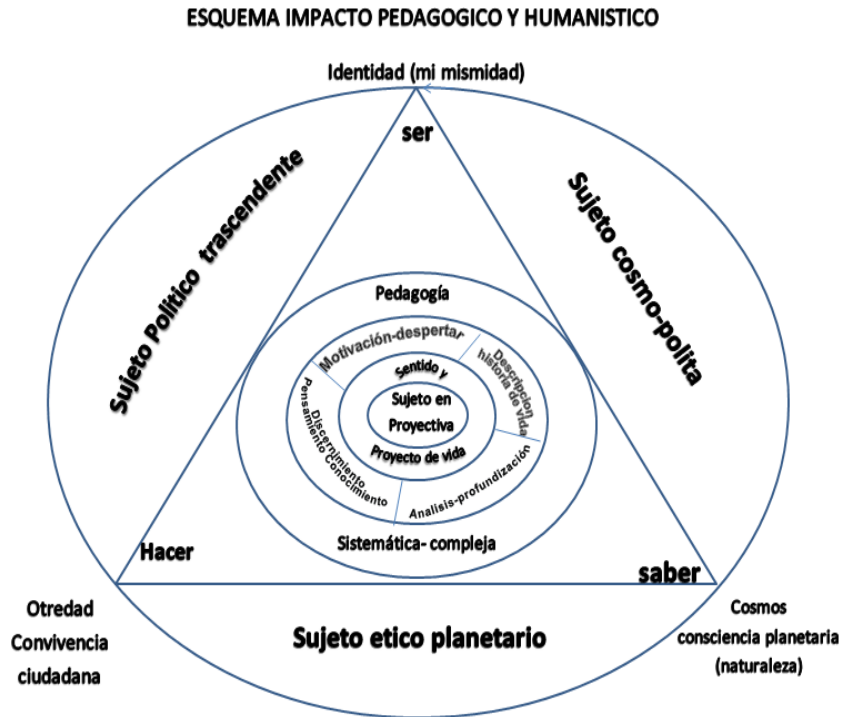 ESQUEMA IMPACTO PEDAGOGICO Y HUMANISTICO
Identidad (mi mismidad)
ser
Sujeto Politico trascendente
Sujeto cosmo-polita
Pedagogía
Motivación-despertar
Descripcion
historia de vida
Sentido y
Sujeto en
Proyectiva
Proyecto de vida
Discernimiento
Pensamiento Conocimiento
Analisis-profundización
Sistemática- compleja
Hacer
saber
Otredad
Convivencia
ciudadana
Sujeto etico planetario
Cosmos
consciencia planetaria
(naturaleza)